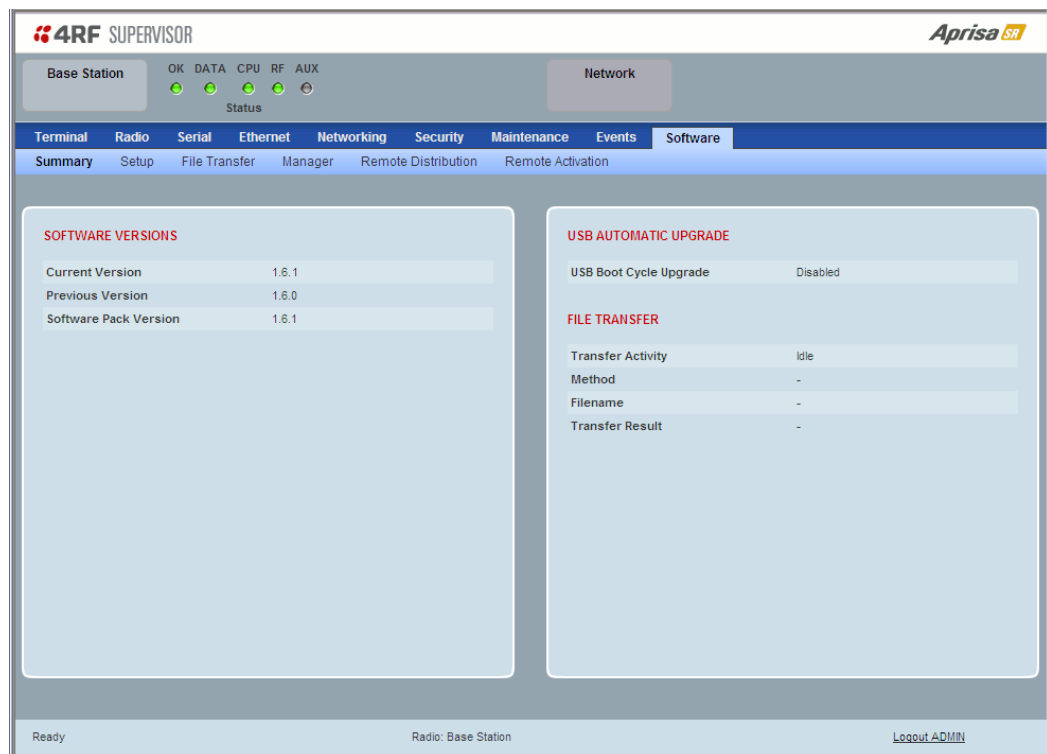 4RF SUPERVISOR
Aprisa SR
Base Station
OK DATA CPU RF AUX
Status
Network
Terminal Radio Serial Ethernet Networking Security Maintenance Events Software
Summary Setup File Transfer Manager Remote Distribution Remote Activation
SOFTWARE VERSIONS
Current Version 1.6.1
Previous Version 1.6.0
Software Pack Version 1.6.1
USB AUTOMATIC UPGRADE
USB Boot Cycle Upgrade Disabled
FILE TRANSFER
Transfer Activity Idle
Method -
Filename -
Transfer Result -
Ready Radio: Base Station Logout ADMIN